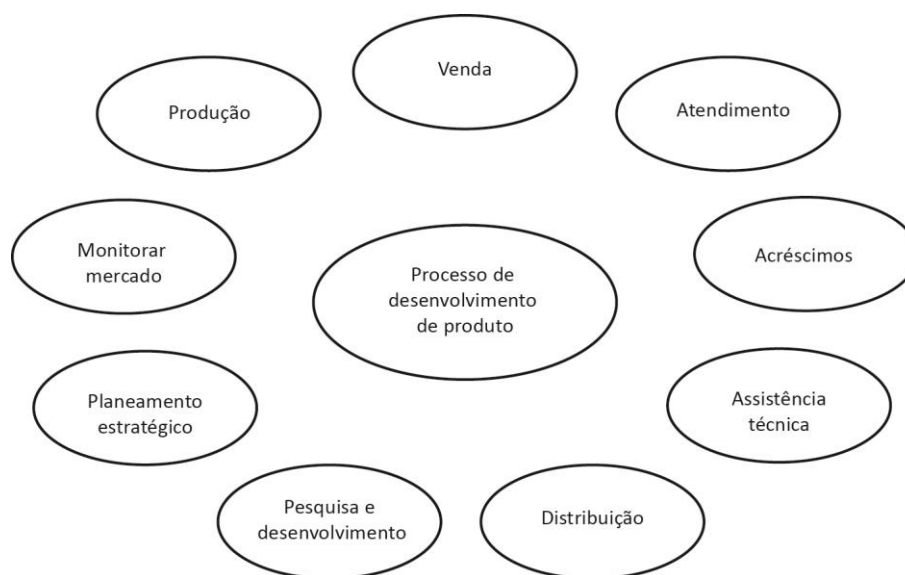 Venda
Produção
Atendimento
Monitorar
mercado
Acréscimos
Processo de
desenvolvimento
de produto
Planeamento
estratégico
Assistência
técnica
Pesquisa e
desenvolvimento
Distribuição